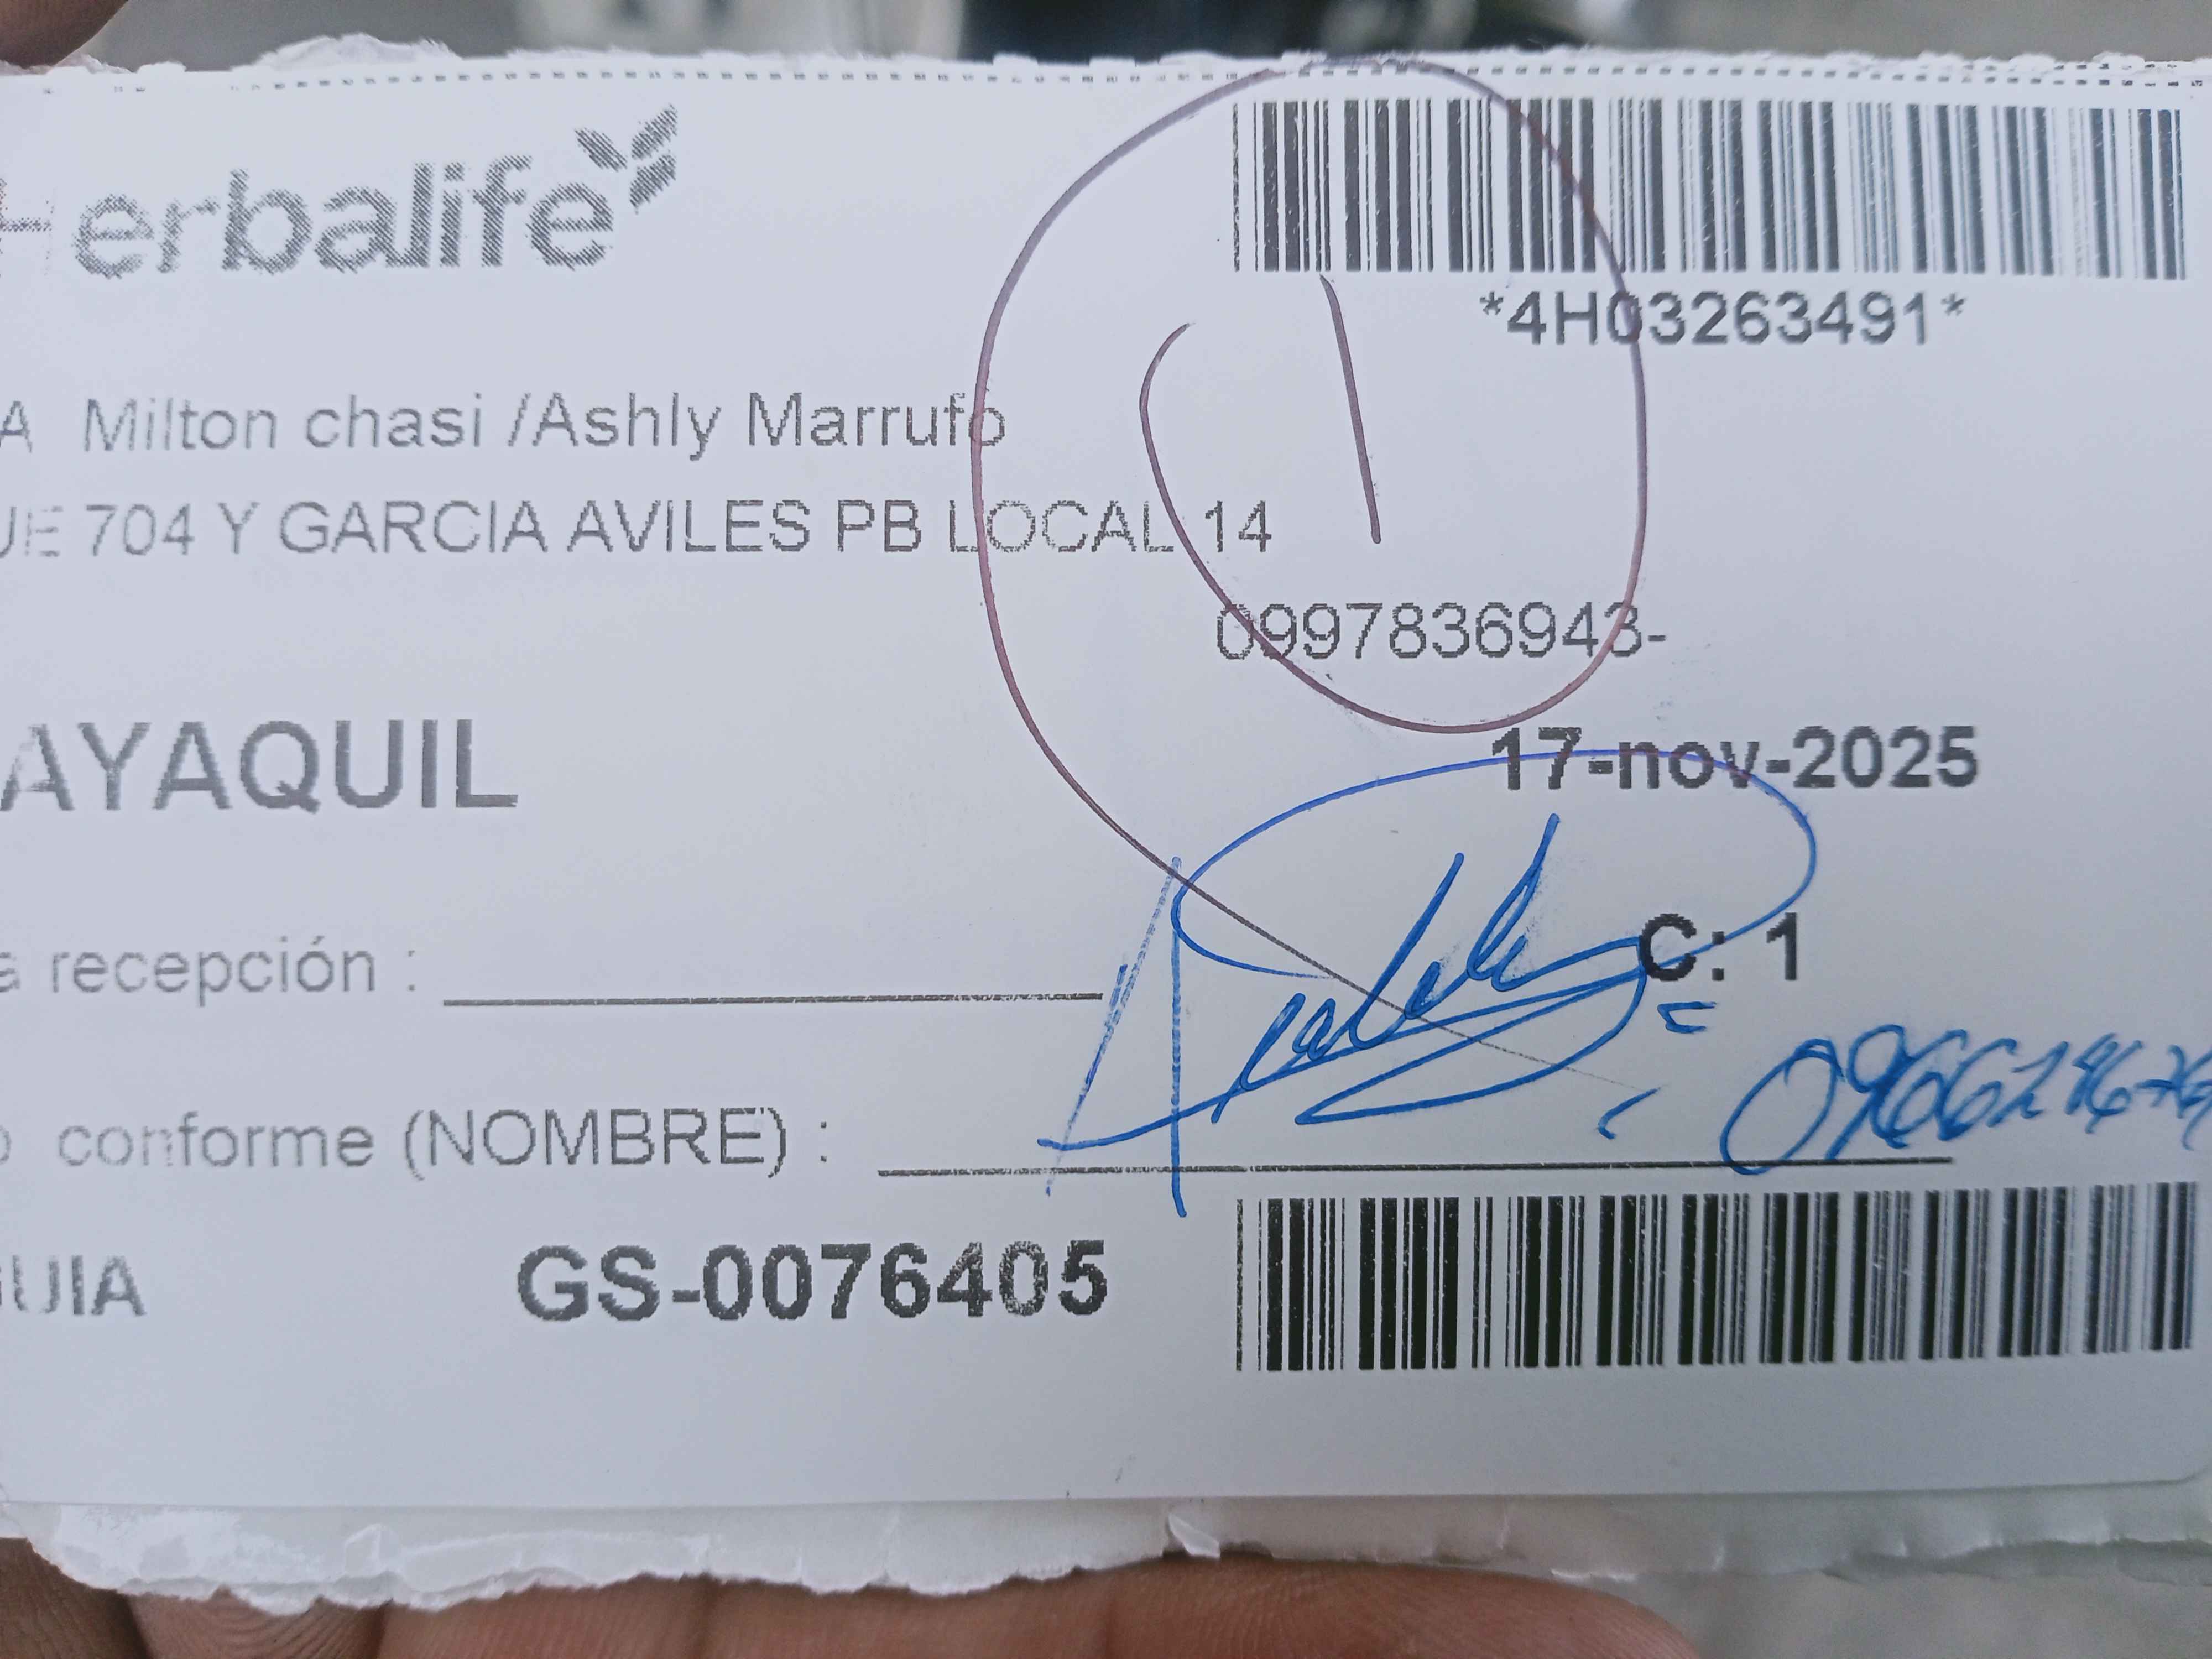 Herbalife
*4H03263491*
A Milton chasi /Ashly Marrufo
UE 704 Y GARCIA AVILES PB LOCAL 14
0997836943-
AYAQUIL
17-nov-2025
a recepción :
C: 1
o conforme (NOMBRE) :
UIA GS-0076405